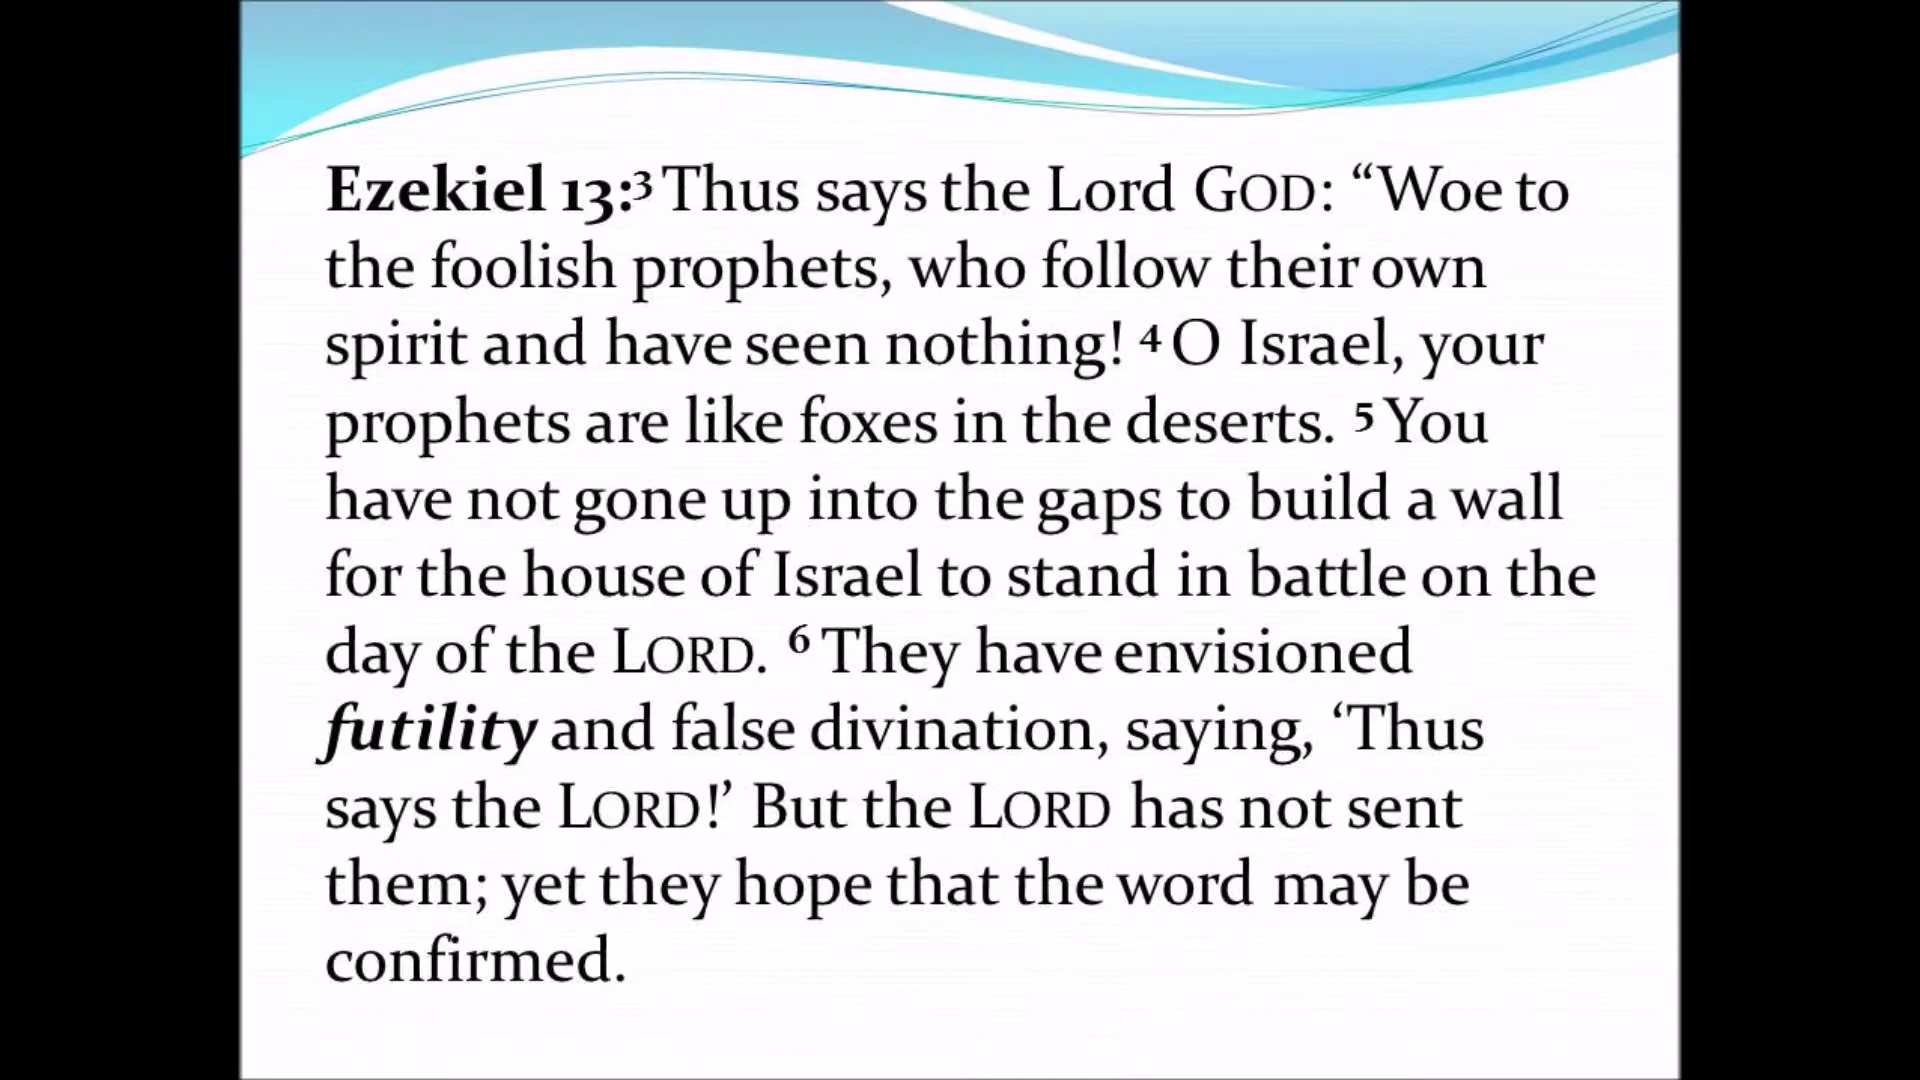 Ezekiel 13:3 Thus says the Lord GOD: “Woe to
the foolish prophets, who follow their own
spirit and have seen nothing! 4 O Israel, your
prophets are like foxes in the deserts. 5 You
have not gone up into the gaps to build a wall
for the house of Israel to stand in battle on the
day of the LORD. 6 They have envisioned
futility and false divination, saying, ‘Thus
says the LORD!’ But the LORD has not sent
them; yet they hope that the word may be
confirmed.